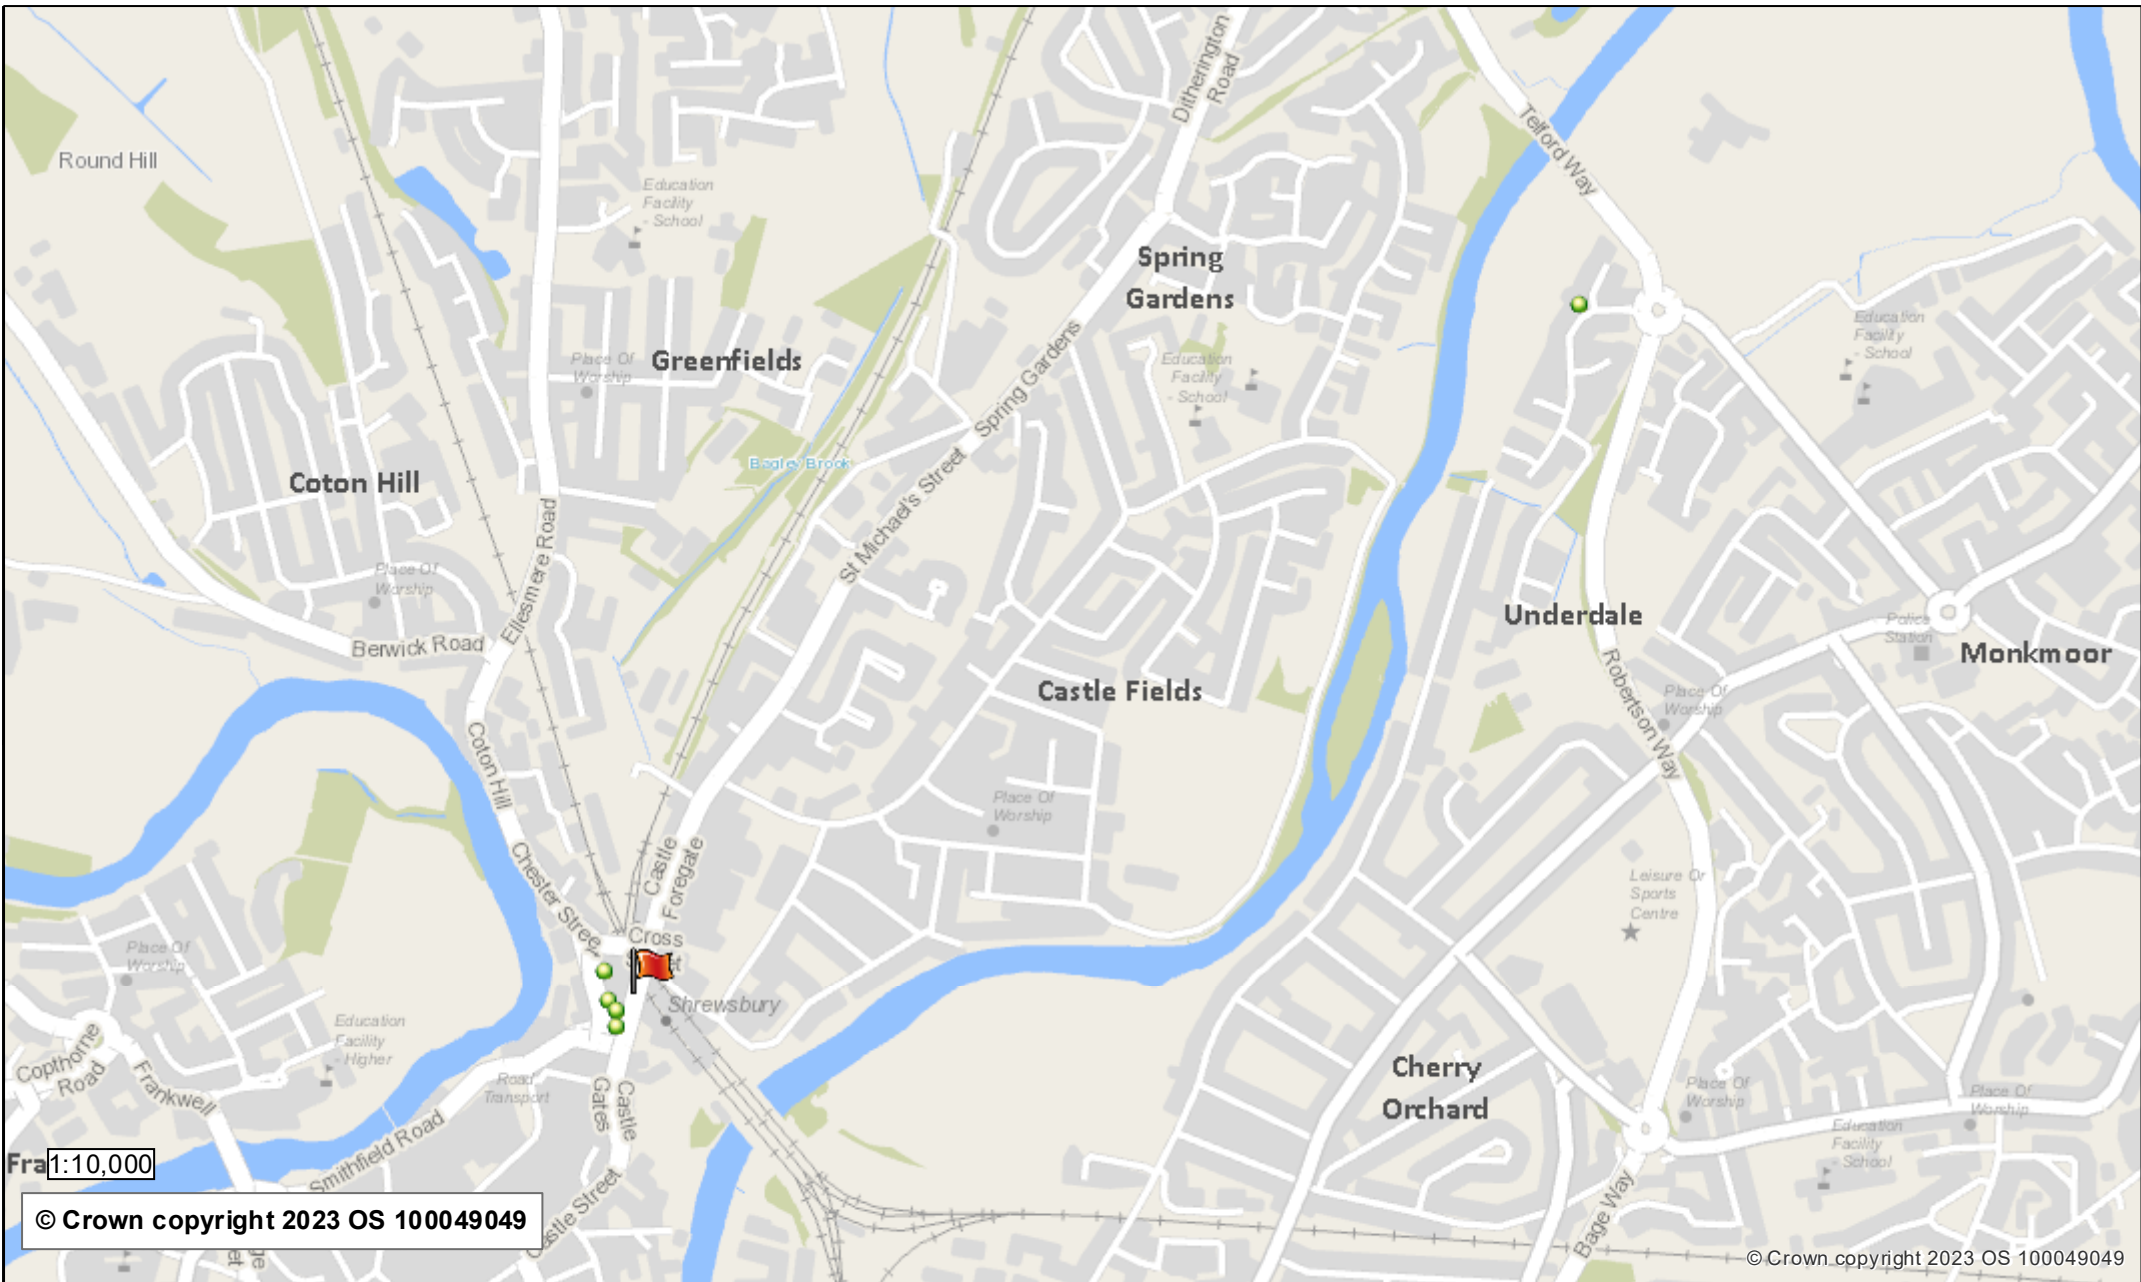 Ditherington
Road
Telford Way
Round Hill
Education
Facility
- School
Spring
Gardens
Education
Facility
- School
Place Of
Worship
Greenfields
Spring Gardens
Education
Facility
- School
Bagley Brook
Coton Hill
St Michael's Street
Ellesmere Road
Place Of
Worship
Underdale
Police
Station
Monkmoor
Berwick Road
Castle Fields
Robertson Way
Place Of
Worship
Coton Hill
Place Of
Worship
Castle
Foregate
Chester Street
Leisure Or
Sports
Centre
Cross
Place Of
Worship
Shrewsbury
Education
Facility
- Higher
Copthorne
Road
Frankwell
Road
Transport
Castle
Gates
Cherry
Orchard
Place Of
Worship
Place Of
Worship
Education
Facility
- School
Smithfield Road
Fra
1:10,000
Castle Street
Bage Way
© Crown copyright 2023 OS 100049049
© Crown copyright 2023 OS 100049049